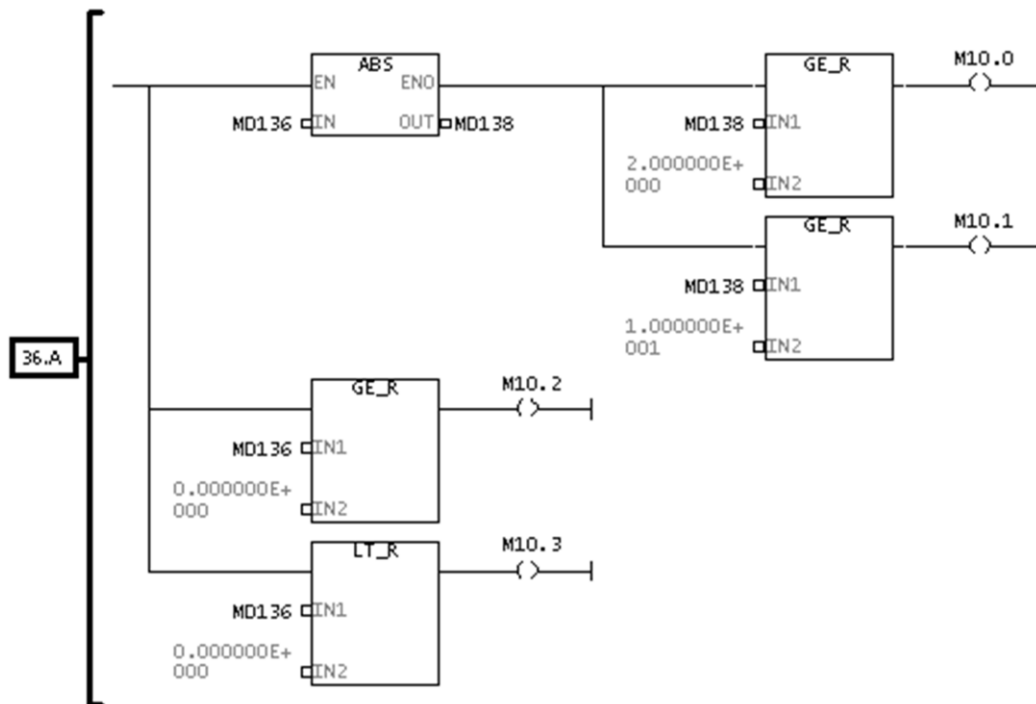 ABS
EN ENO
MD136 IN OUT MD138
GE_R
M10.0
MD138 IN1
2.000000E+
000
IN2
GE_R
M10.1
MD138 IN1
1.000000E+
001
IN2
36.A
GE_R
M10.2
MD136 IN1
0.000000E+
000
IN2
LT_R
M10.3
MD136 IN1
0.000000E+
000
IN2